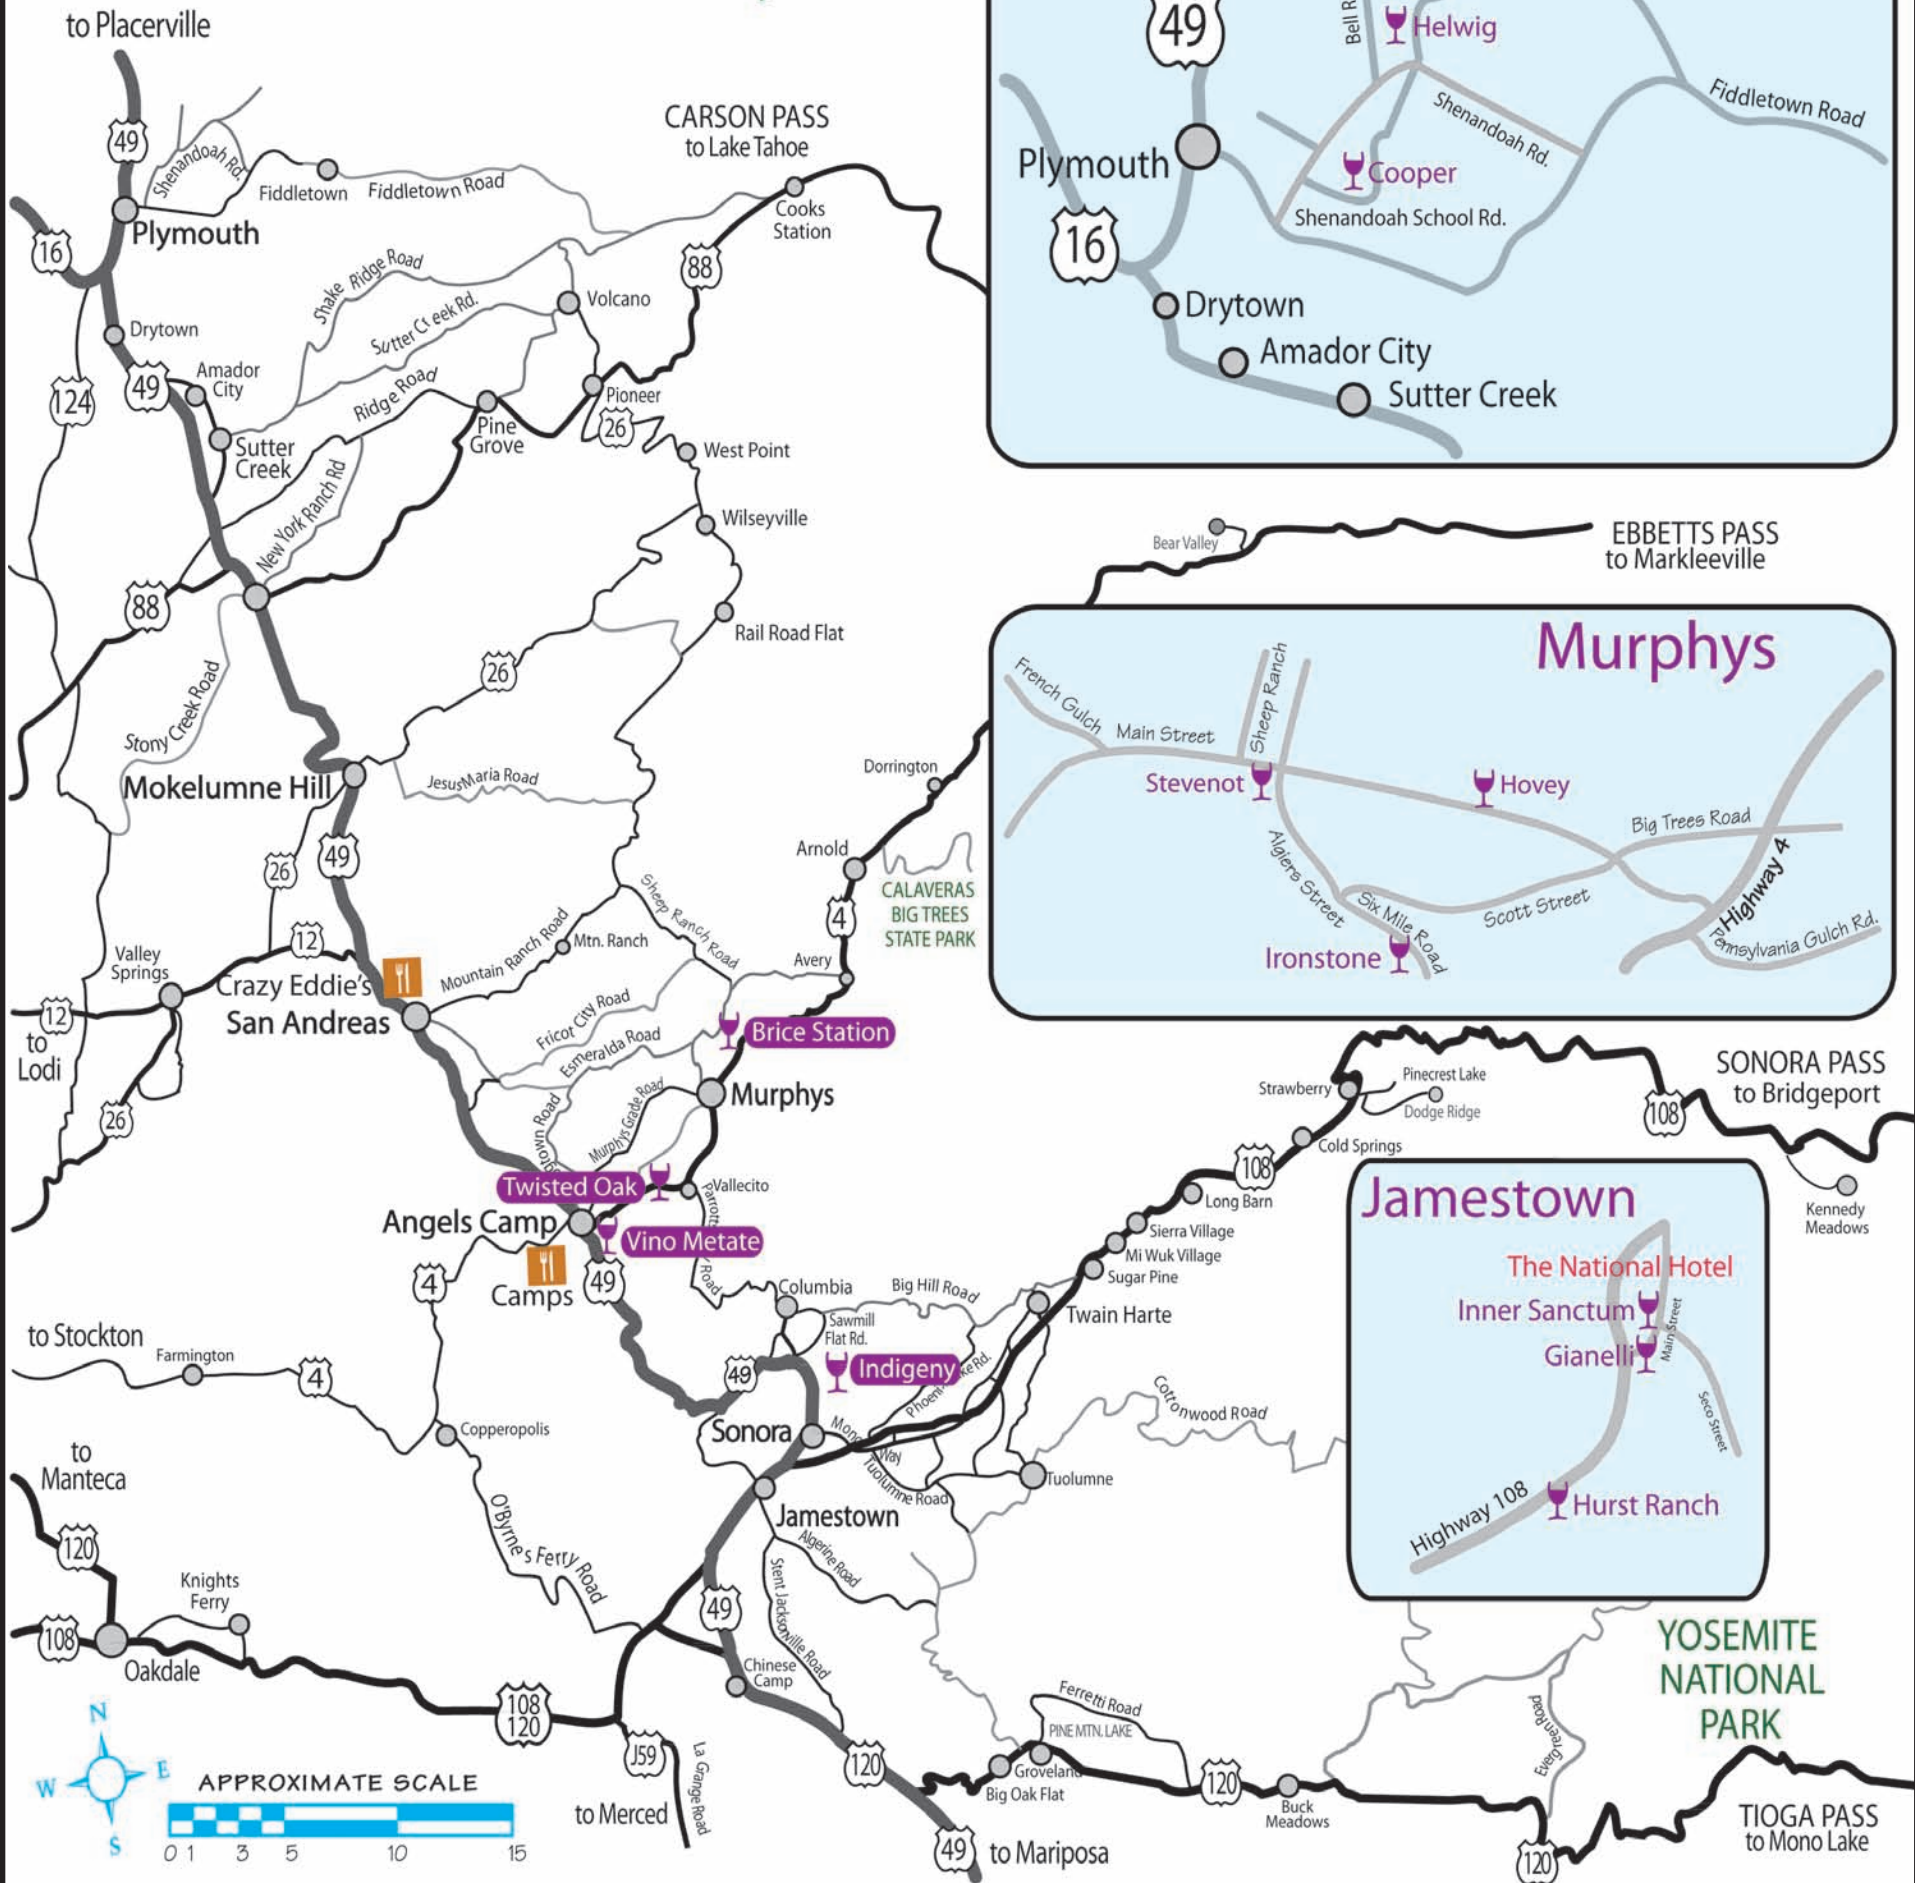 to Placerville
49
Shenandoah Rd.
Fiddletown
Fiddletown Road
CARSON PASS
to Lake Tahoe
Cooks
Station
Plymouth
16
88
Shake Ridge Road
Volcano
Sutter Creek Rd.
Drytown
124
49
Amador
City
Ridge Road
Pioneer
Pine
Grove
26
Sutter
Creek
West Point
New York Ranch Rd
Wilseyville
88
Rail Road Flat
26
Stony Creek Road
Mokelumne Hill
Jesus Maria Road
Dorrington
26
49
Arnold
CALAVERAS
BIG TREES
STATE PARK
4
Sheep Ranch Road
12
Mountain Ranch Road
Mtn. Ranch
Valley
Springs
Avery
Crazy Eddie's
San Andreas
12
to
Lodi
Fricot City Road
Esmeralda Road
Brice Station
26
Murphys
Murphys Grade Road
Twisted Oak
Vallecito
Angels Camp
Vino Metate
4
Camps
49
Road
Columbia
Big Hill Road
Sawmill
Flat Rd.
Indigeny
to Stockton
Farmington
4
49
Copperopolis
Sonora
Mono
Way
Tuolumne Road
Tuolumne
Cottonwood Road
to
Manteca
120
Jamestown
O'Byrne's Ferry Road
Algerine Road
Stent Jacksonville Road
Knights
Ferry
108
Oakdale
49
Chinese
Camp
108
120
J59
La Grange Road
to Merced
120
Ferretti Road
PINE MTN. LAKE
Groveland
Big Oak Flat
120
Buck
Meadows
49
to Mariposa
Evergreen Road
120
YOSEMITE
NATIONAL
PARK
TIOGA PASS
to Mono Lake
N
W
E
S
APPROXIMATE SCALE
0 1 3 5 10 15
49
Helwig
Fiddletown Road
Shenandoah Rd.
Plymouth
Cooper
Shenandoah School Rd.
16
Drytown
Amador City
Sutter Creek
Bear Valley
EBBETTS PASS
to Markleeville
Murphys
French Gulch
Main Street
Sheep Ranch
Stevenot
Hovey
Big Trees Road
Algiers Street
Six Mile Road
Scott Street
Highway 4
Pennsylvania Gulch Rd.
Ironstone
SONORA PASS
to Bridgeport
Strawberry
Pinecrest Lake
Dodge Ridge
108
Cold Springs
108
Long Barn
Sierra Village
Mi Wuk Village
Sugar Pine
Twain Harte
Kennedy
Meadows
Jamestown
The National Hotel
Inner Sanctum
Main Street
Gianelli
Seco Street
Highway 108
Hurst Ranch